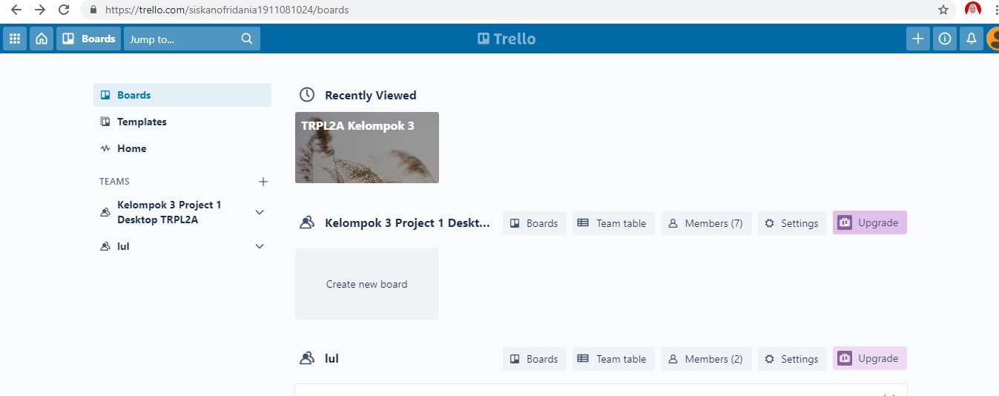 https://trello.com/siskanofridania1911081024/boards
Boards
Jump to...
Trello
Boards
Templates
Home
TEAMS
Kelompok 3 Project 1
Desktop TRPL2A
lul
Recently Viewed
TRPL2A Kelompok 3
Kelompok 3 Project 1 Deskt... Boards Team table Members (7) Settings Upgrade
Create new board
lul Boards Team table Members (2) Settings Upgrade